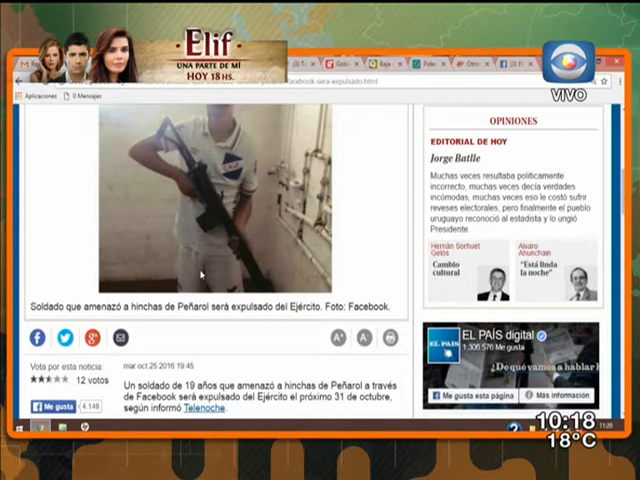 Elif
UNA PARTE DE MÍ
HOY 18 HS.
VIVO
facebook-sera-expulsado.html
Aplicaciones
0 Mensajes
OPINIONES
EDITORIAL DE HOY
Jorge Batlle
Muchas veces resultaba políticamente
incorrecto, muchas veces decía verdades
incómodas, muchas veces eso le costó sufrir
reveses electorales, pero finalmente el pueblo
uruguayo reconoció al estadista y lo ungió
Presidente.
Hernán Sorhuet
Gelós
Cambio
cultural
Alvaro
Ahunchain
"Está linda
la noche"
Soldado que amenazó a hinchas de Peñarol será expulsado del Ejército. Foto: Facebook.
Vota por esta noticia:
12 votos
Me gusta
4.148
mar oct 25 2016 19:45
Un soldado de 19 años que amenazó a hinchas de Peñarol a través
de Facebook será expulsado del Ejército el próximo 31 de octubre,
según informó Telenoche.
EL PAIS
EL PAÍS digital
1.306.576 Me gusta
¿De qué vamos a hablar
Me gusta esta página
Más información
10:18
18°C
11:20